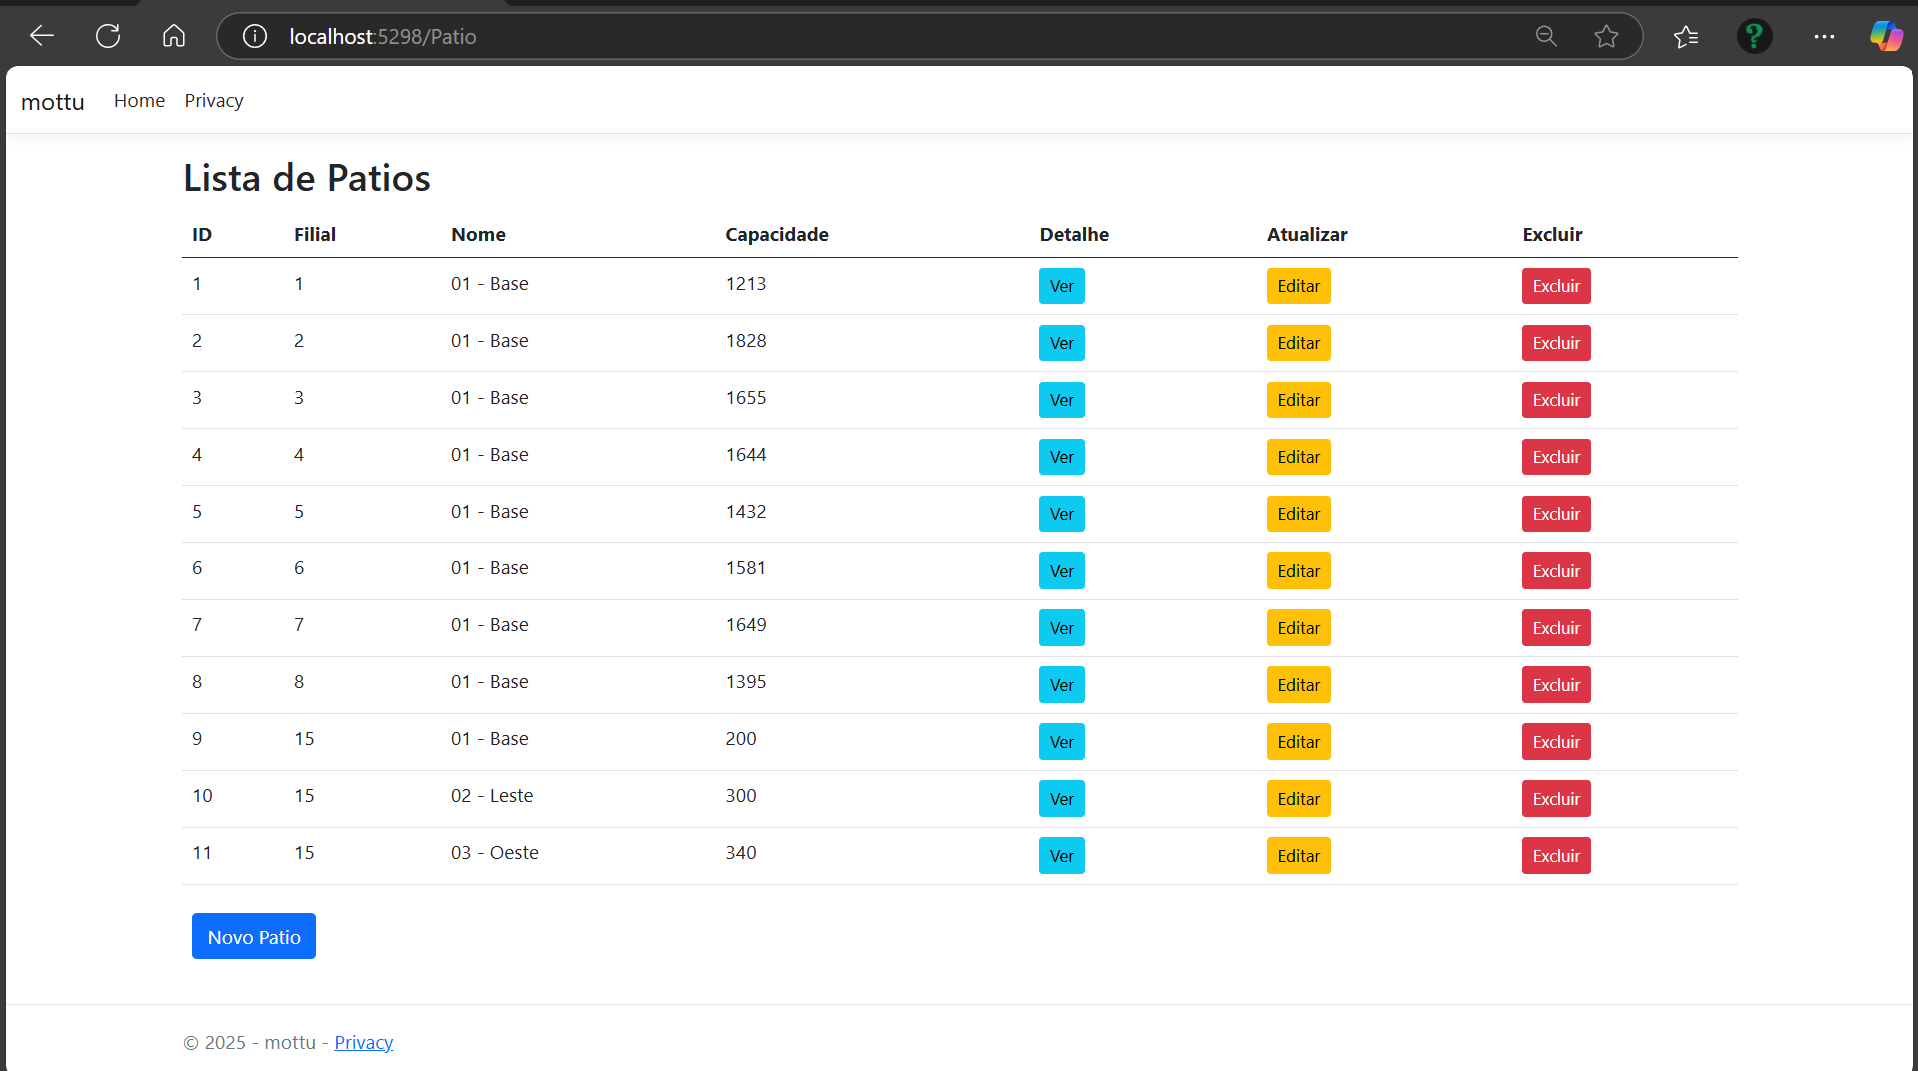 localhost:5298/Patio
mottu Home Privacy
Lista de Patios
ID Filial Nome Capacidade Detalhe Atualizar Excluir
1 1 01 - Base 1213 Ver Editar Excluir
2 2 01 - Base 1828 Ver Editar Excluir
3 3 01 - Base 1655 Ver Editar Excluir
4 4 01 - Base 1644 Ver Editar Excluir
5 5 01 - Base 1432 Ver Editar Excluir
6 6 01 - Base 1581 Ver Editar Excluir
7 7 01 - Base 1649 Ver Editar Excluir
8 8 01 - Base 1395 Ver Editar Excluir
9 15 01 - Base 200 Ver Editar Excluir
10 15 02 - Leste 300 Ver Editar Excluir
11 15 03 - Oeste 340 Ver Editar Excluir
Novo Patio
© 2025 - mottu - Privacy